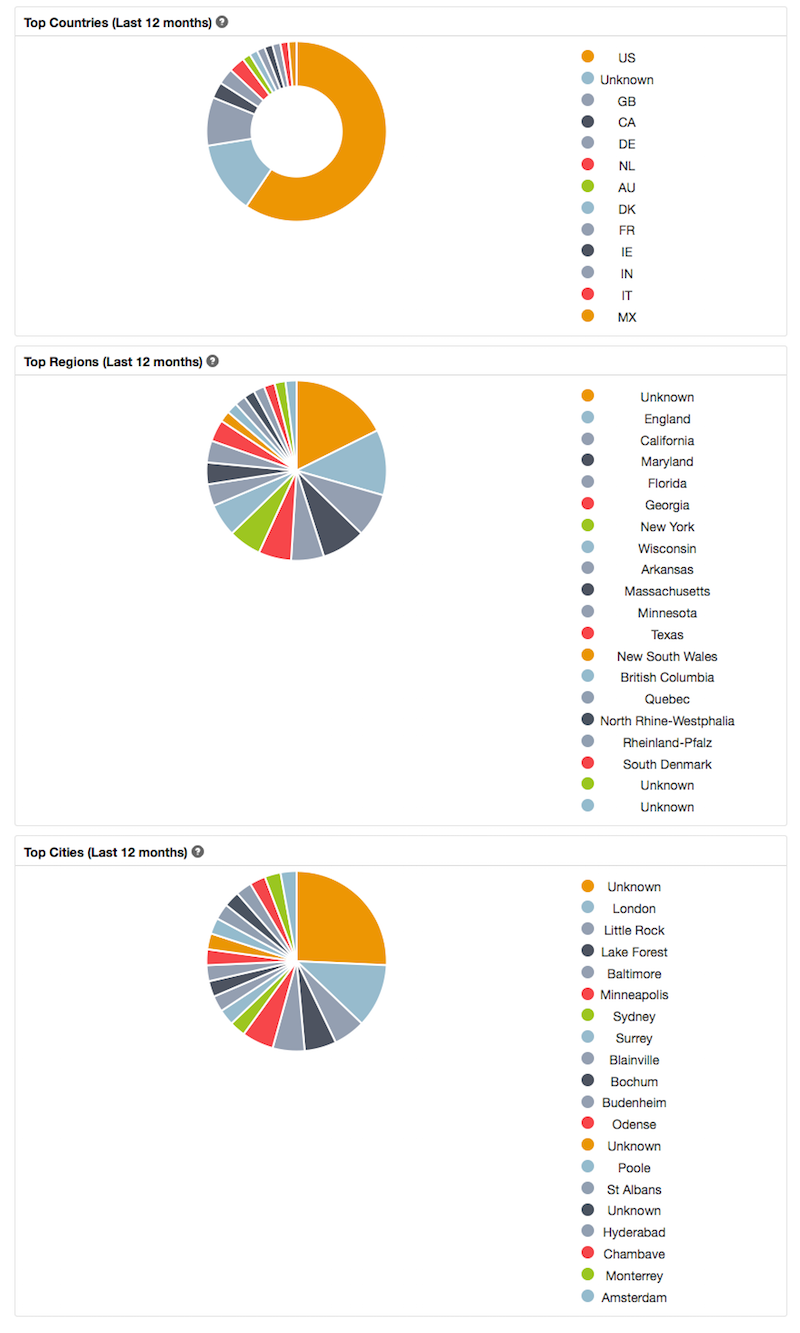 Top Countries (Last 12 months) ?
US
Unknown
GB
CA
DE
NL
AU
DK
FR
IE
IN
IT
MX
Top Regions (Last 12 months) ?
Unknown
England
California
Maryland
Florida
Georgia
New York
Wisconsin
Arkansas
Massachusetts
Minnesota
Texas
New South Wales
British Columbia
Quebec
North Rhine-Westphalia
Rheinland-Pfalz
South Denmark
Unknown
Unknown
Top Cities (Last 12 months) ?
Unknown
London
Little Rock
Lake Forest
Baltimore
Minneapolis
Sydney
Surrey
Blainville
Bochum
Budenheim
Odense
Unknown
Poole
St Albans
Unknown
Hyderabad
Chambave
Monterrey
Amsterdam